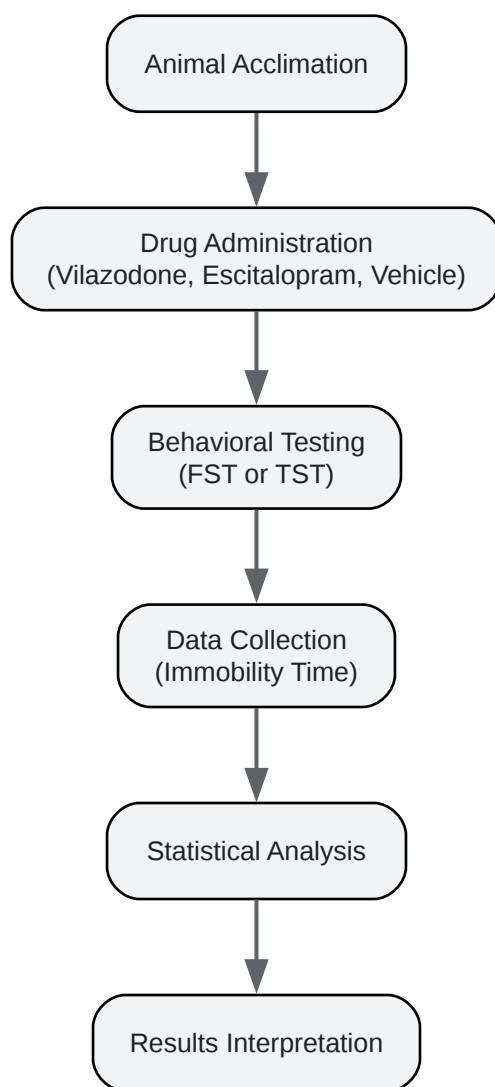 Animal Acclimation
Drug Administration
(Vilazodone, Escitalopram, Vehicle)
Behavioral Testing
(FST or TST)
Data Collection
(Immobility Time)
Statistical Analysis
Results Interpretation